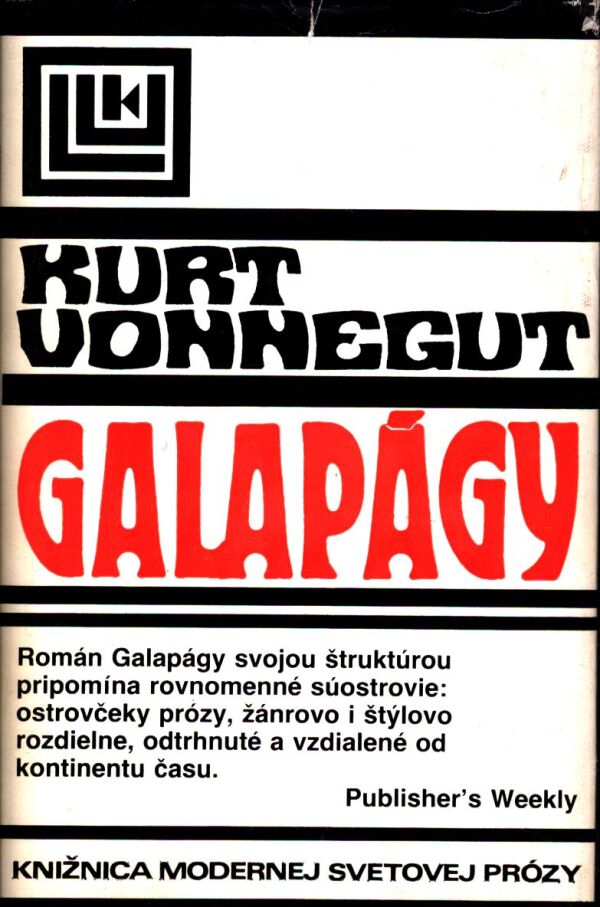 KURT
VONNEGUT
GALAPÁGY
Román Galapágy svojou štruktúrou
pripomína rovnomenné súostrovie:
ostrovčeky prózy, žánrovo i štýlovo
rozdielne, odtrhnuté a vzdialené od
kontinentu času.
Publisher's Weekly
KNIŽNICA MODERNEJ SVETOVEJ PRÓZY